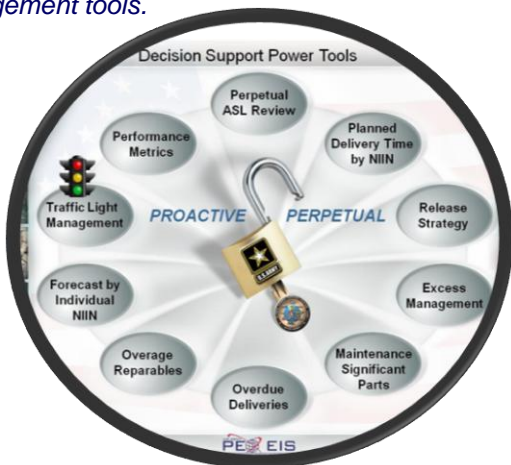 gement tools.
Decision Support Power Tools
Perpetual
ASL Review
Planned
Delivery Time
by NIIN
Release
Strategy
Excess
Management
Maintenance
Significant
Parts
Overdue
Deliveries
Overage
Reparables
Forecast by
Individual
NIIN
Traffic Light
Management
Performance
Metrics
PROACTIVE
PERPETUAL
U.S. ARMY
PEO EIS